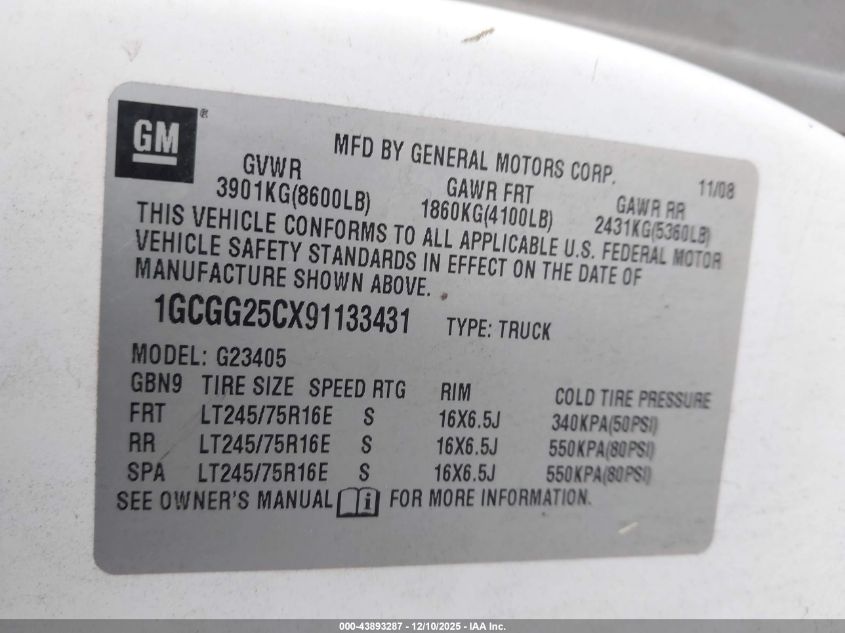 GM®
MFD BY GENERAL MOTORS CORP. 11/08
GVWR GAWR FRT GAWR RR
3901KG(8600LB) 1860KG(4100LB) 2431KG(5360LB)
THIS VEHICLE CONFORMS TO ALL APPLICABLE U.S. FEDERAL MOTOR
VEHICLE SAFETY STANDARDS IN EFFECT ON THE DATE OF
MANUFACTURE SHOWN ABOVE.
1GCGG25CX91133431 TYPE: TRUCK
MODEL: G23405
GBN9 TIRE SIZE SPEED RTG RIM COLD TIRE PRESSURE
FRT LT245/75R16E S 16X6.5J 340KPA(50PSI)
RR LT245/75R16E S 16X6.5J 550KPA(80PSI)
SPA LT245/75R16E S 16X6.5J 550KPA(80PSI)
SEE OWNER'S MANUAL i FOR MORE INFORMATION.
000-43893287 - 12/10/2025 - IAA Inc.